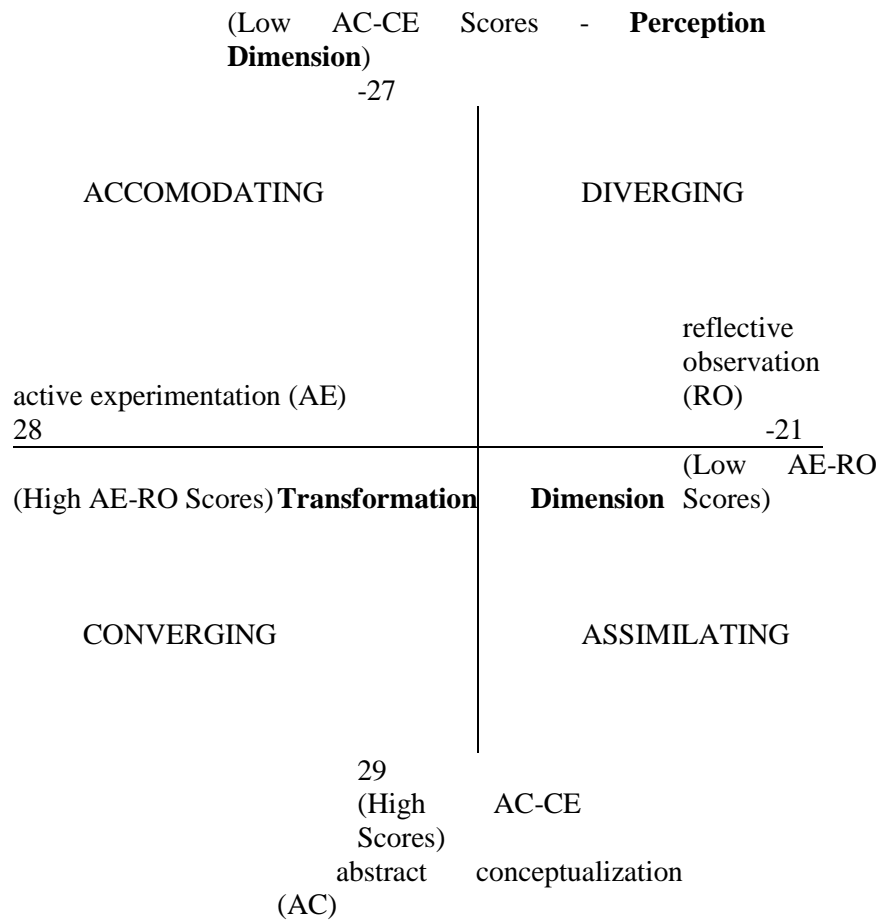 (Low AC-CE Scores - Perception
Dimension)
-27
ACCOMODATING DIVERGING
reflective
observation
active experimentation (AE) (RO)
28 -21
(Low AE-RO
(High AE-RO Scores) Transformation Dimension Scores)
CONVERGING ASSIMILATING
29
(High AC-CE
Scores)
abstract conceptualization
(AC)